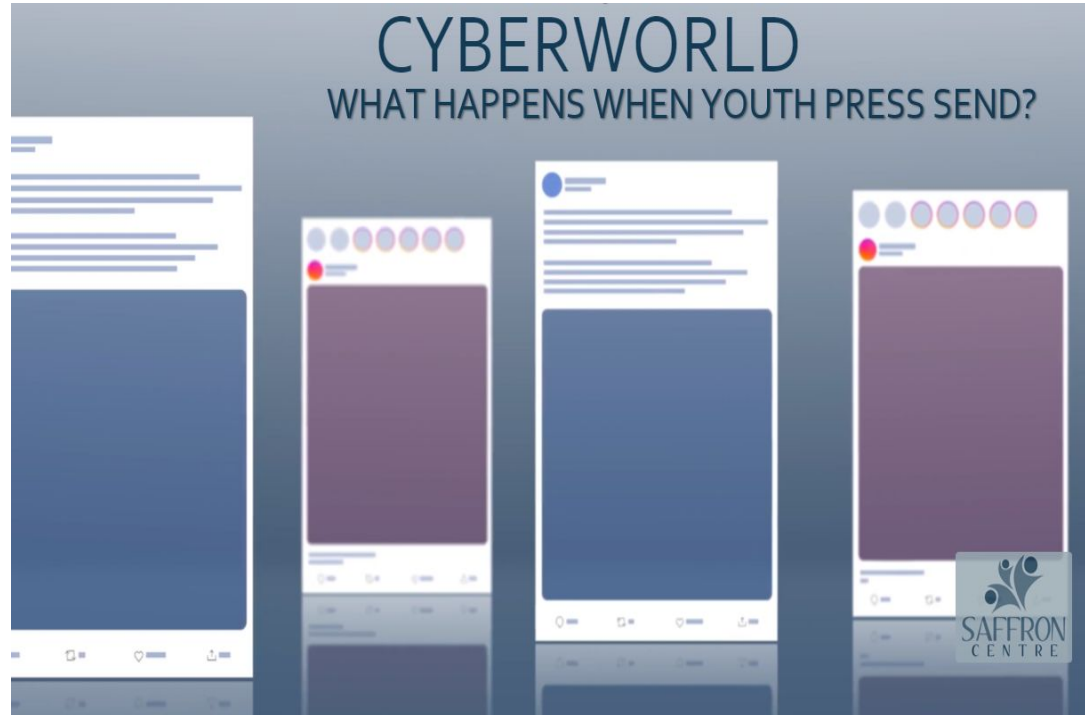 CYBERWORLD
WHAT HAPPENS WHEN YOUTH PRESS SEND?
SAFFRON
CENTRE